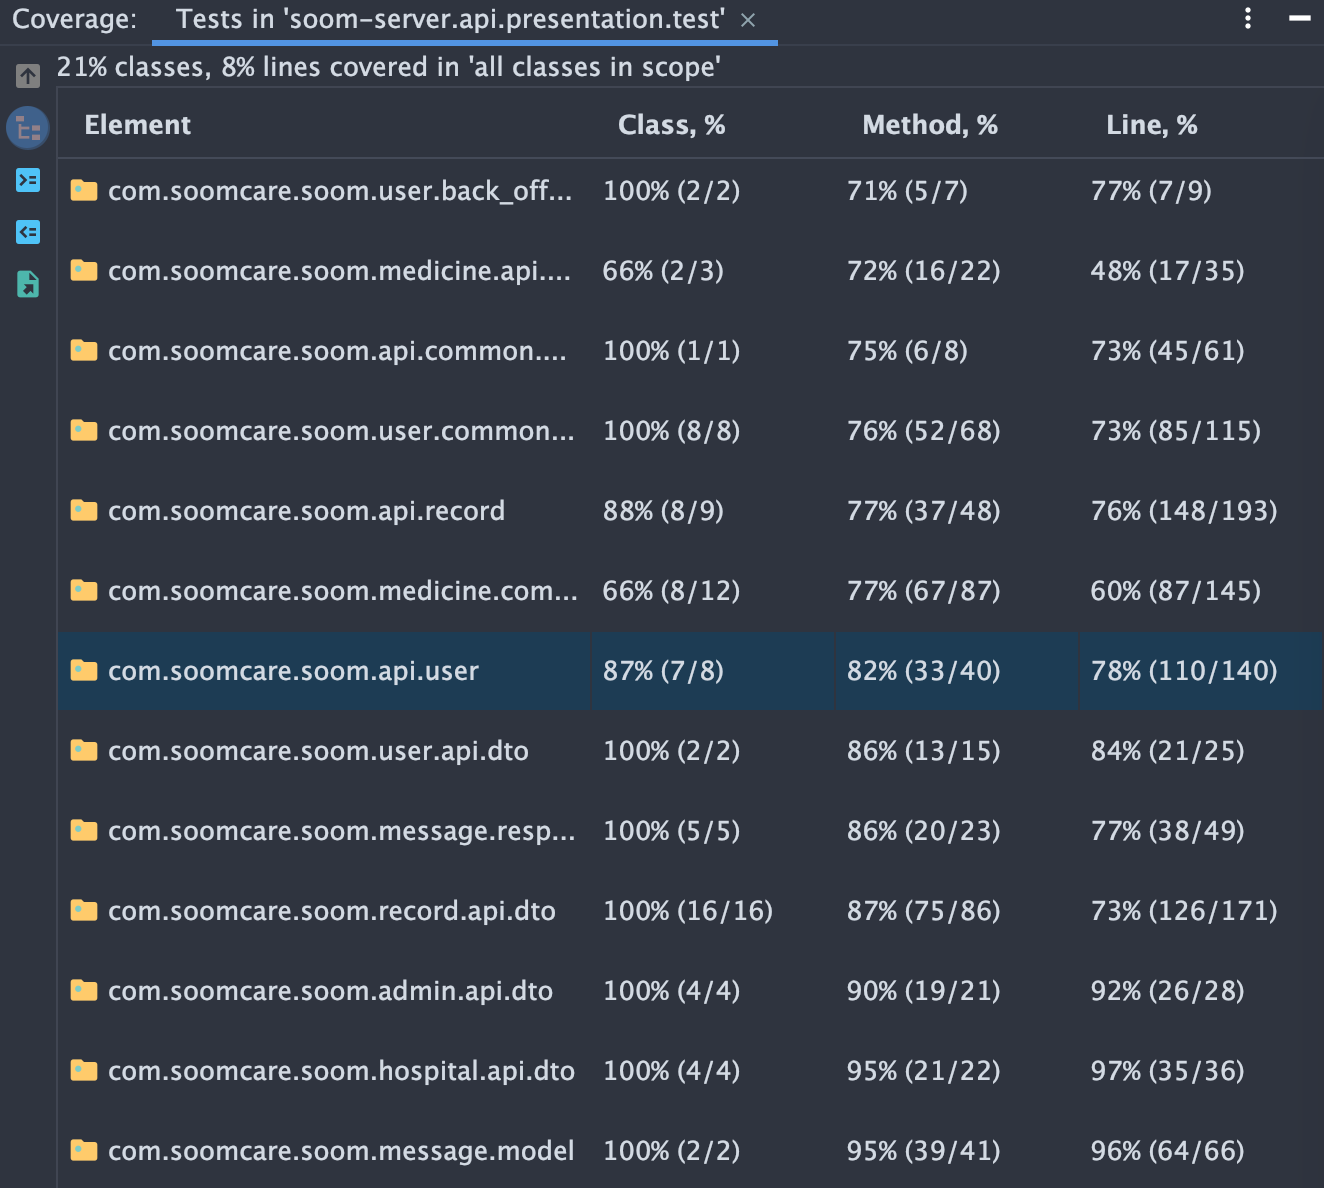 Coverage: Tests in 'soom-server.api.presentation.test' ×
21% classes, 8% lines covered in 'all classes in scope'
Element Class, % Method, % Line, %
com.soomcare.soom.user.back_off... 100% (2/2) 71% (5/7) 77% (7/9)
com.soomcare.soom.medicine.api.... 66% (2/3) 72% (16/22) 48% (17/35)
com.soomcare.soom.api.common.... 100% (1/1) 75% (6/8) 73% (45/61)
com.soomcare.soom.user.common... 100% (8/8) 76% (52/68) 73% (85/115)
com.soomcare.soom.api.record 88% (8/9) 77% (37/48) 76% (148/193)
com.soomcare.soom.medicine.com... 66% (8/12) 77% (67/87) 60% (87/145)
com.soomcare.soom.api.user 87% (7/8) 82% (33/40) 78% (110/140)
com.soomcare.soom.user.api.dto 100% (2/2) 86% (13/15) 84% (21/25)
com.soomcare.soom.message.resp... 100% (5/5) 86% (20/23) 77% (38/49)
com.soomcare.soom.record.api.dto 100% (16/16) 87% (75/86) 73% (126/171)
com.soomcare.soom.admin.api.dto 100% (4/4) 90% (19/21) 92% (26/28)
com.soomcare.soom.hospital.api.dto 100% (4/4) 95% (21/22) 97% (35/36)
com.soomcare.soom.message.model 100% (2/2) 95% (39/41) 96% (64/66)